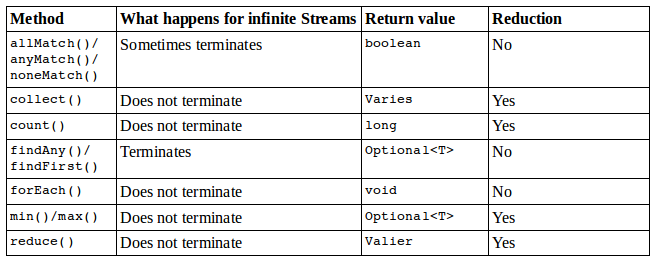 Method What happens for infinite Streams Return value Reduction
allMatch()/ Sometimes terminates boolean No
anyMatch()/
noneMatch()
collect() Does not terminate Varies Yes
count() Does not terminate long Yes
findAny()/ Terminates Optional<T> No
findFirst()
forEach() Does not terminate void No
min()/max() Does not terminate Optional<T> Yes
reduce() Does not terminate Valier Yes